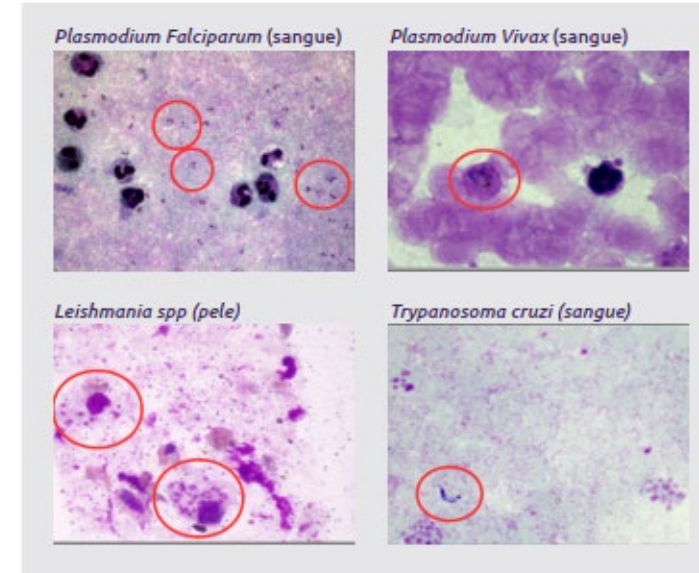 Plasmodium Falciparum (sangue)
Plasmodium Vivax (sangue)
Leishmania spp (pele)
Trypanosoma cruzi (sangue)